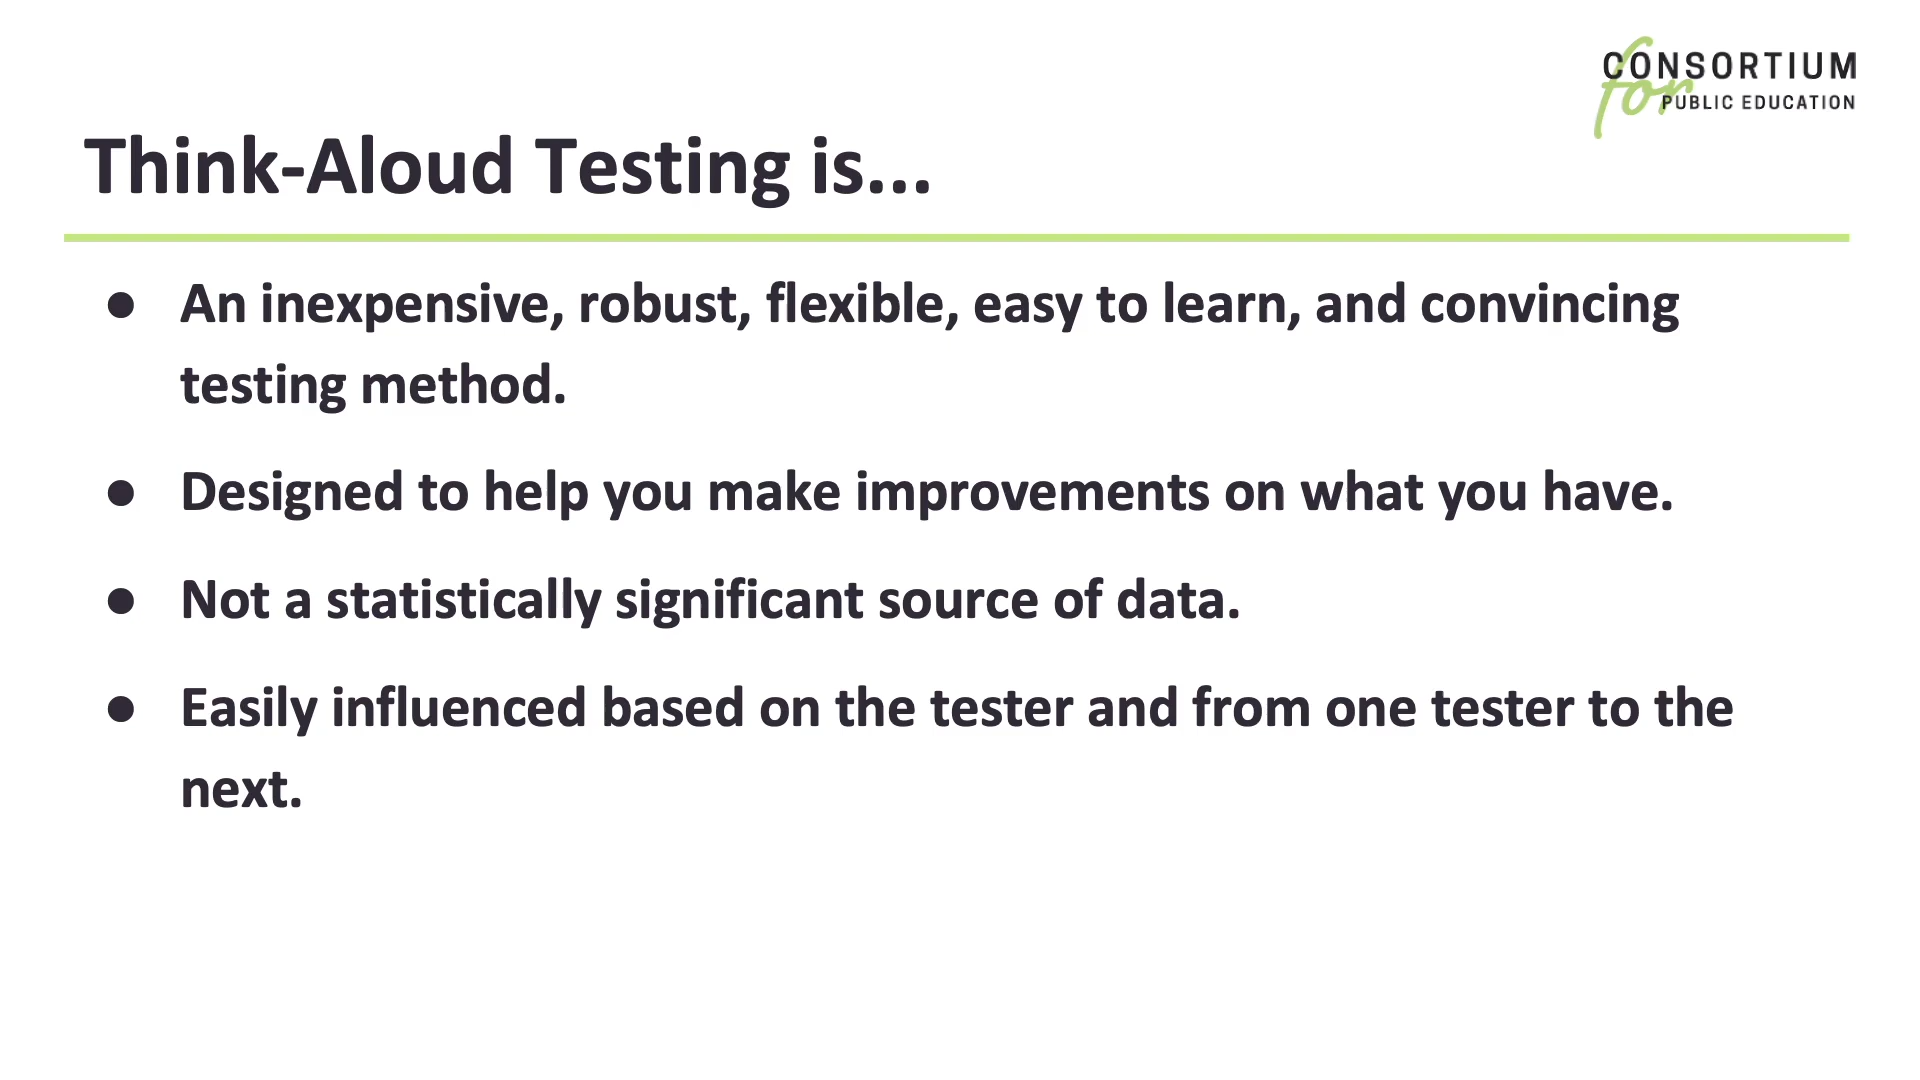 CONSORTIUM
for PUBLIC EDUCATION
Think-Aloud Testing is...
● An inexpensive, robust, flexible, easy to learn, and convincing
testing method.
● Designed to help you make improvements on what you have.
● Not a statistically significant source of data.
● Easily influenced based on the tester and from one tester to the
next.